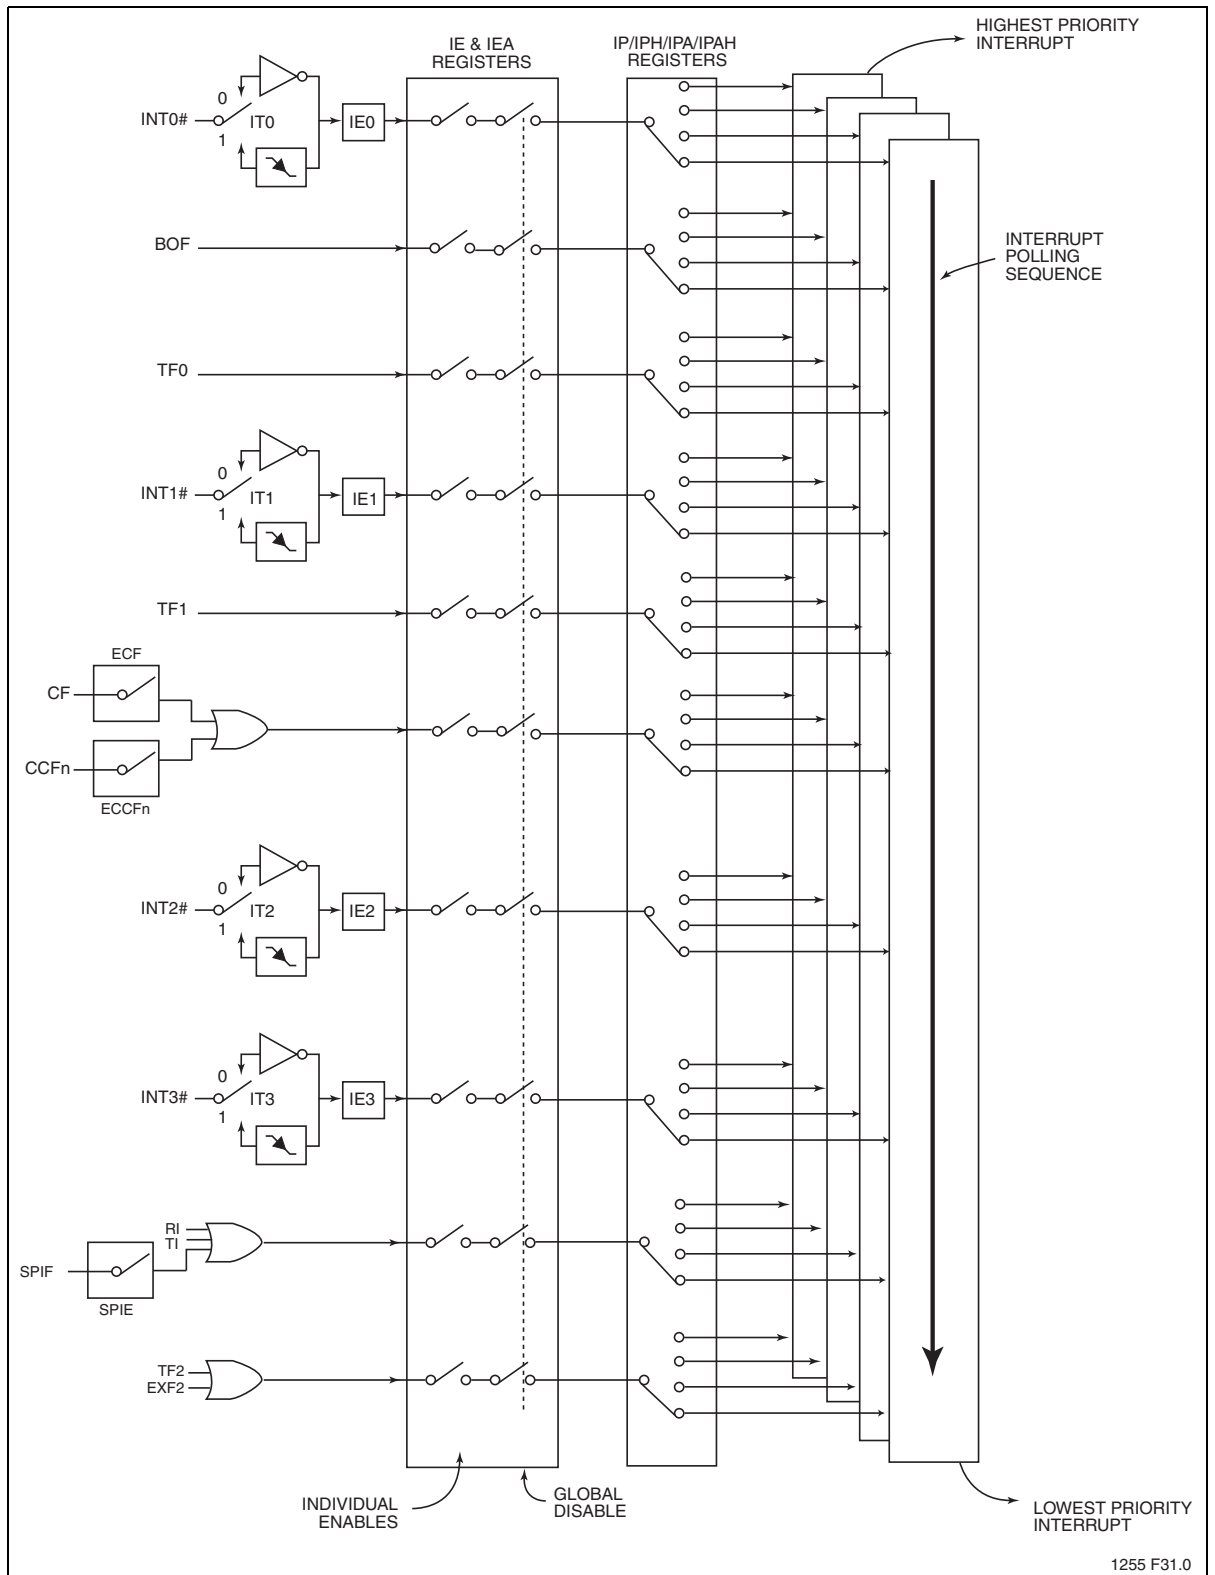 HIGHEST PRIORITY
INTERRUPT
IE & IEA
REGISTERS
IP/IPH/IPA/IPAH
REGISTERS
0
INT0#
IT0
IE0
1
BOF
INTERRUPT
POLLING
SEQUENCE
TF0
0
INT1#
IT1
IE1
1
TF1
ECF
CF
CCFn
ECCFn
0
INT2#
IT2
IE2
1
0
INT3#
IT3
IE3
1
RI
TI
SPIF
SPIE
TF2
EXF2
INDIVIDUAL
ENABLES
GLOBAL
DISABLE
LOWEST PRIORITY
INTERRUPT
1255 F31.0